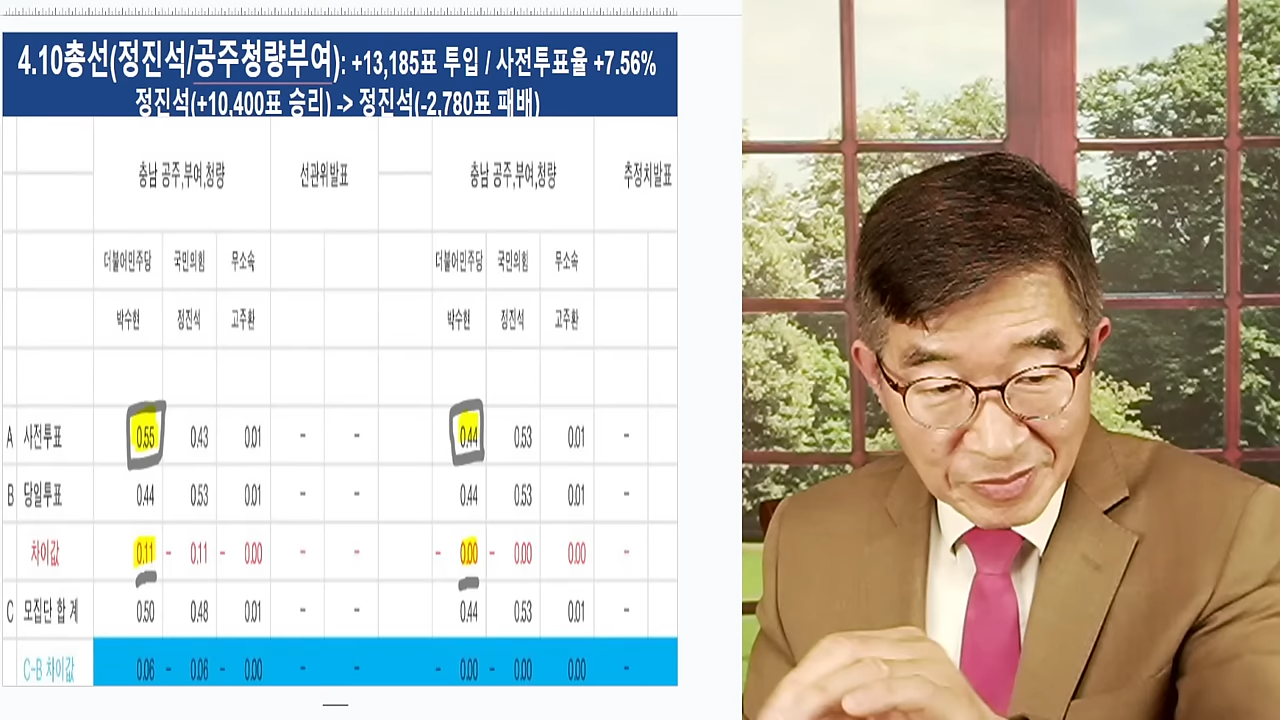 4.10총선(정진석/공주청량부여): +13,185표 투입 / 사전투표율 +7.56%
정진석(+10,400표 승리) -> 정진석(-2,780표 패배)
충남 공주,부여,청량 선관위발표 충남 공주,부여,청량 추정치발표
더불어민주당 국민의힘 무소속 더불어민주당 국민의힘 무소속
박수현 정진석 고주환 박수현 정진석 고주환
A 사전투표 0.55 0.43 0.01 - - 0.44 0.53 0.01 -
B 당일투표 0.44 0.53 0.01 - - 0.44 0.53 0.01 -
차이값 0.11 - 0.11 - 0.00 - - - 0.00 - 0.00 0.00 -
C 모집단 합 계 0.50 0.48 0.01 - - 0.44 0.53 0.01 -
C-B 차이값 0.06 - 0.06 - 0.00 - - - 0.00 - 0.00 0.00 -